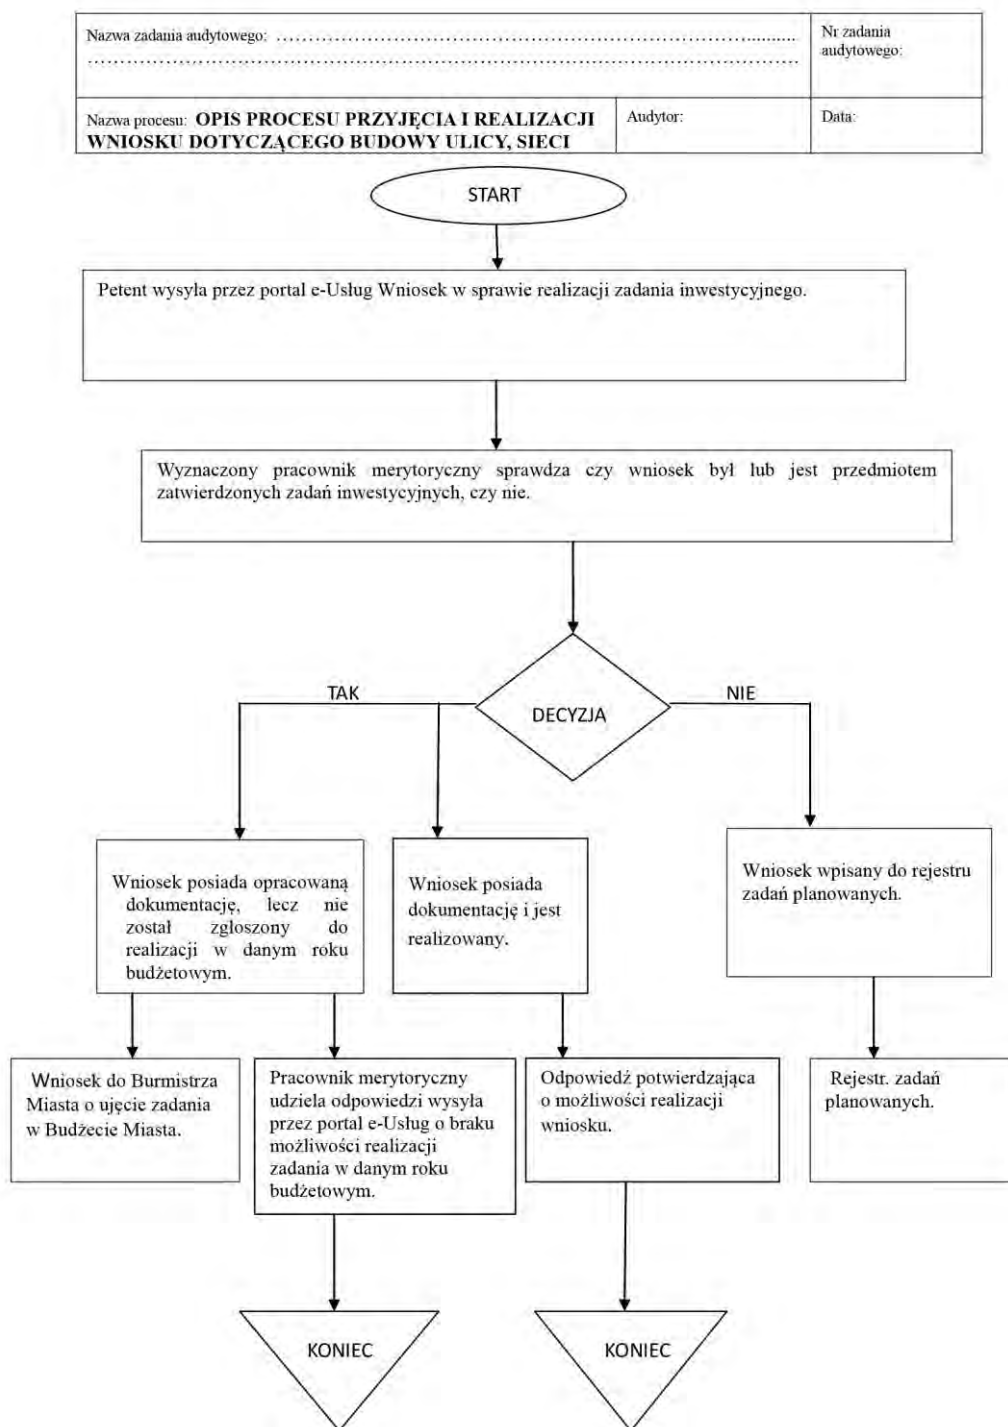 Nazwa zadania audytowego: ……………………………………………………………………...........
……………………………………………………………………………………………………
Nr zadania
audytowego:
Nazwa procesu: OPIS PROCESU PRZYJĘCIA I REALIZACJI
WNIOSKU DOTYCZĄCEGO BUDOWY ULICY, SIECI
Audytor:
Data:
START
Petent wysyła przez portal e-Usług Wniosek w sprawie realizacji zadania inwestycyjnego.
Wyznaczony pracownik merytoryczny sprawdza czy wniosek był lub jest przedmiotem
zatwierdzonych zadań inwestycyjnych, czy nie.
DECYZJA
TAK
NIE
Wniosek posiada opracowaną
dokumentację, lecz nie
został zgłoszony do
realizacji w danym roku
budżetowym.
Wniosek posiada
dokumentację i jest
realizowany.
Wniosek wpisany do rejestru
zadań planowanych.
Wniosek do Burmistrza
Miasta o ujęcie zadania
w Budżecie Miasta.
Pracownik merytoryczny
udziela odpowiedzi wysyła
przez portal e-Usług o braku
możliwości realizacji
zadania w danym roku
budżetowym.
Odpowiedź potwierdzająca
o możliwości realizacji
wniosku.
Rejestr. zadań
planowanych.
KONIEC
KONIEC